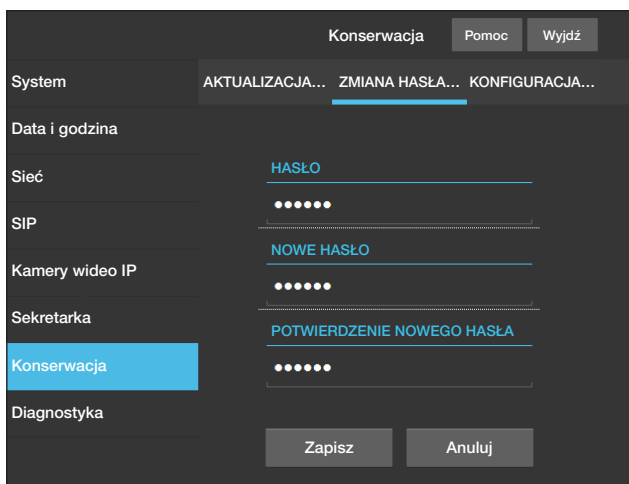 Konserwacja Pomoc Wyjdź
System
AKTUALIZACJA... ZMIANA HASŁA... KONFIGURACJA...
Data i godzina
Sieć
SIP
Kamery wideo IP
Sekretarka
Konserwacja
Diagnostyka
HASŁO
••••••
NOWE HASŁO
••••••
POTWIERDZENIE NOWEGO HASŁA
••••••
Zapisz Anuluj